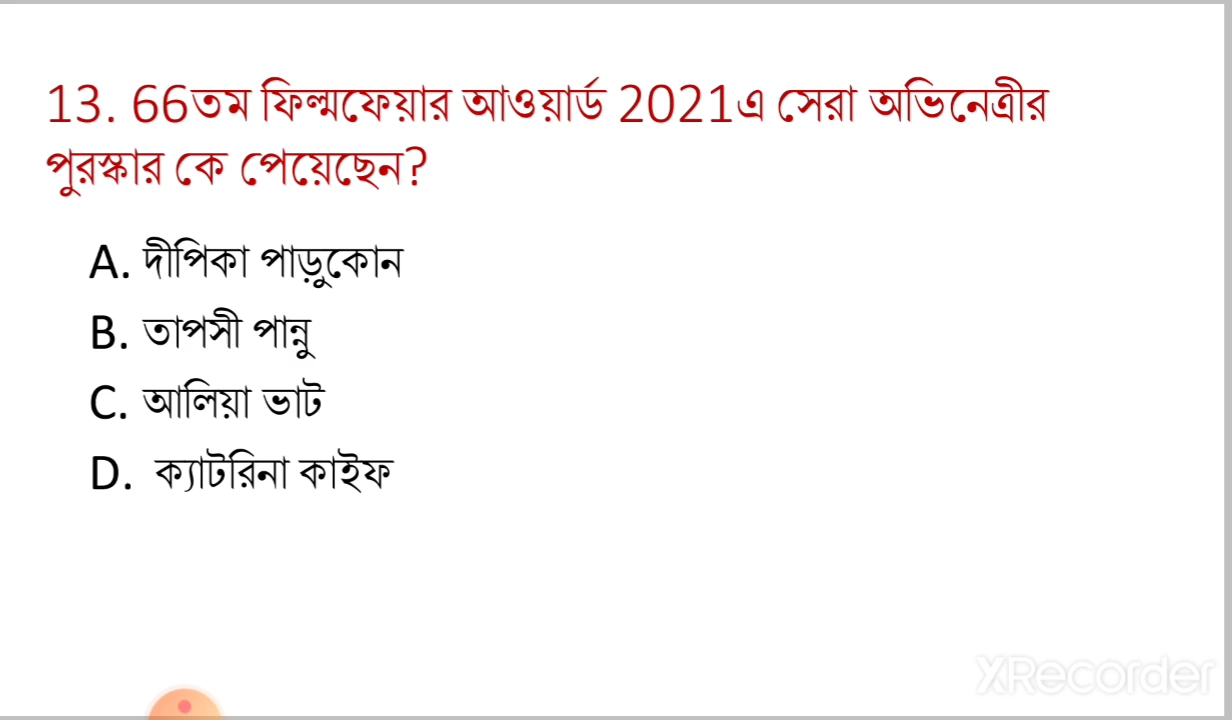 13. 66তম ফিল্মফেয়ার আওয়ার্ড 2021এ সেরা অভিনেত্রীর
পুরস্কার কে পেয়েছেন?
A. দীপিকা পাড়ুকোন
B. তাপসী পান্নু
C. আলিয়া ভাট
D. ক্যাটরিনা কাইফ
XRecorder